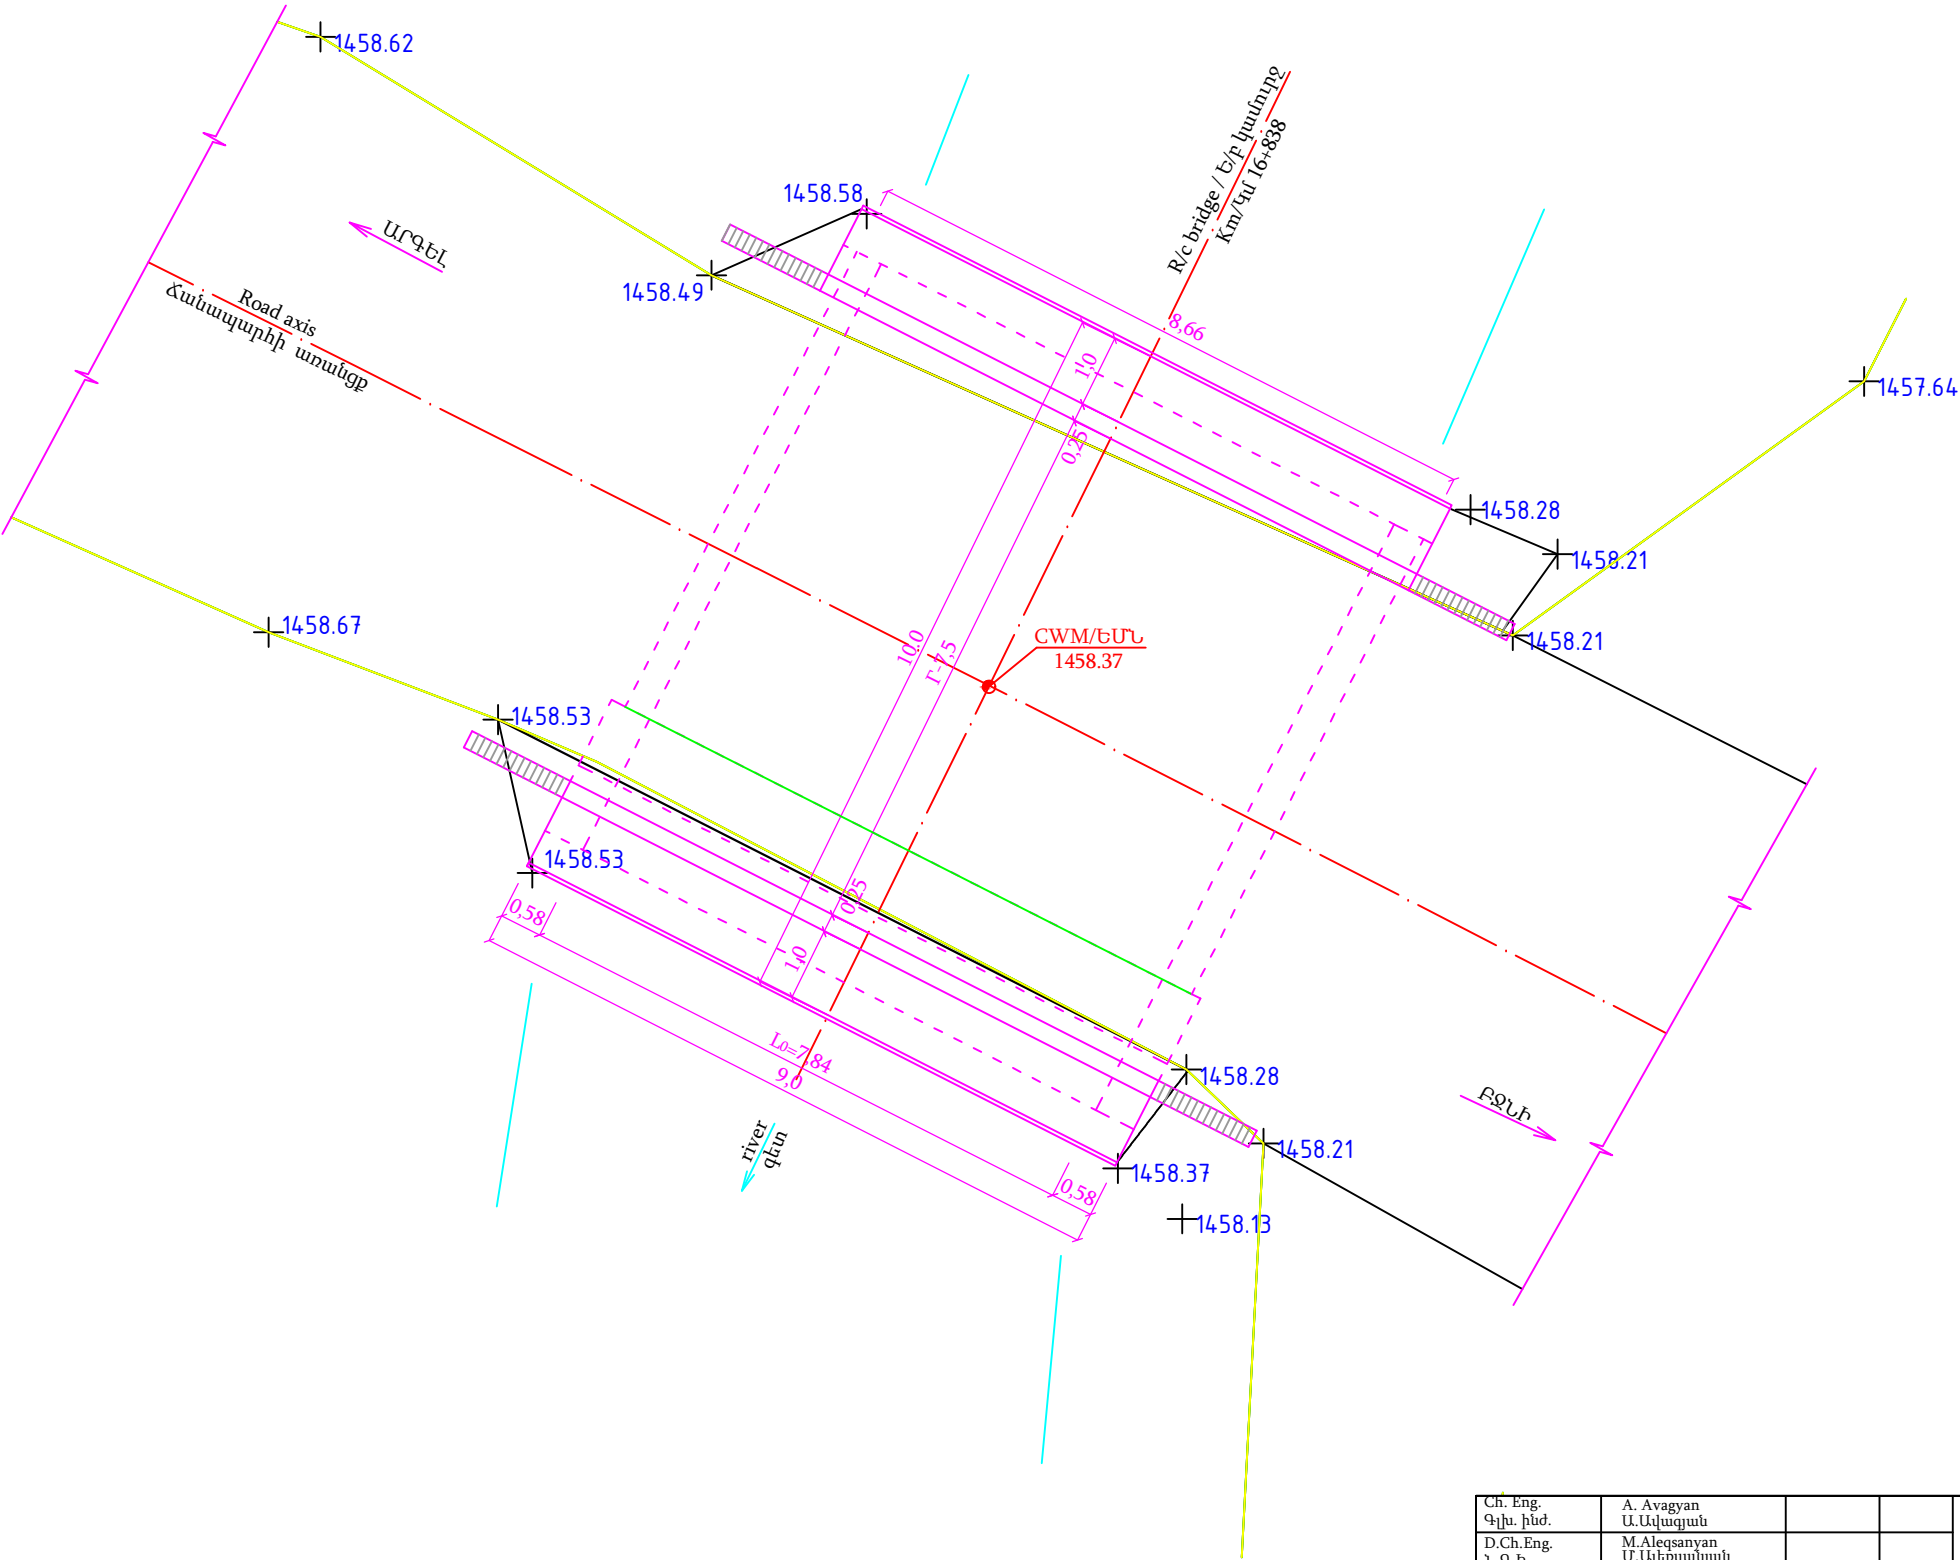 1458.62
R/c bridge / Ե/բ կամուրջ
Km/Կմ 16+838
1458.58
ԱՐԳԵԼ
1458.49
Road axis
Ճանապարհի առանցք
8,66
1,0
0,25
1457.64
1458.28
1458.21
1458.21
1458.67
CWM/ԵՄՆ
1458.37
10.0
Г-7,5
1458.53
1458.53
0,25
1,0
0,58
L0=7,84
9,0
1458.28
ԲՋՆԻ
river
գետ
1458.21
1458.37
0,58
1458.13
Ch. Eng.
Գլխ. ինժ.
A. Avagyan
Ա.Ավագյան
D.Ch.Eng.
M.Aleqsanyan
Մ.Ալեքսանյան